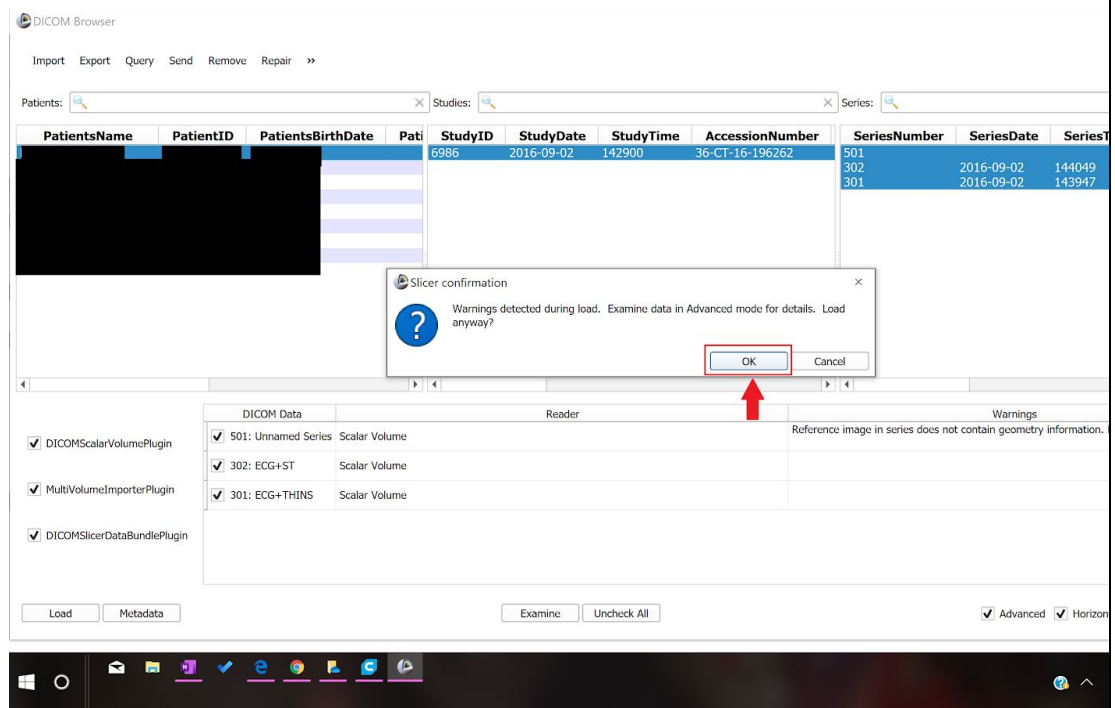 DICOM Browser
Import Export Query Send Remove Repair »
Patients: Studies: Series:
PatientsName PatientID PatientsBirthDate Pati StudyID StudyDate StudyTime AccessionNumber SeriesNumber SeriesDate SeriesT
6986 2016-09-02 142900 36-CT-16-196262 501
302 2016-09-02 144049
301 2016-09-02 143947
Slicer confirmation
Warnings detected during load. Examine data in Advanced mode for details. Load
anyway?
OK Cancel
DICOM Data Reader Warnings
DICOMScalarVolumePlugin 501: Unnamed Series Scalar Volume Reference image in series does not contain geometry information.
302: ECG+ST Scalar Volume
MultiVolumeImporterPlugin 301: ECG+THINS Scalar Volume
DICOMSlicerDataBundlePlugin
Load Metadata Examine Uncheck All Advanced Horizon